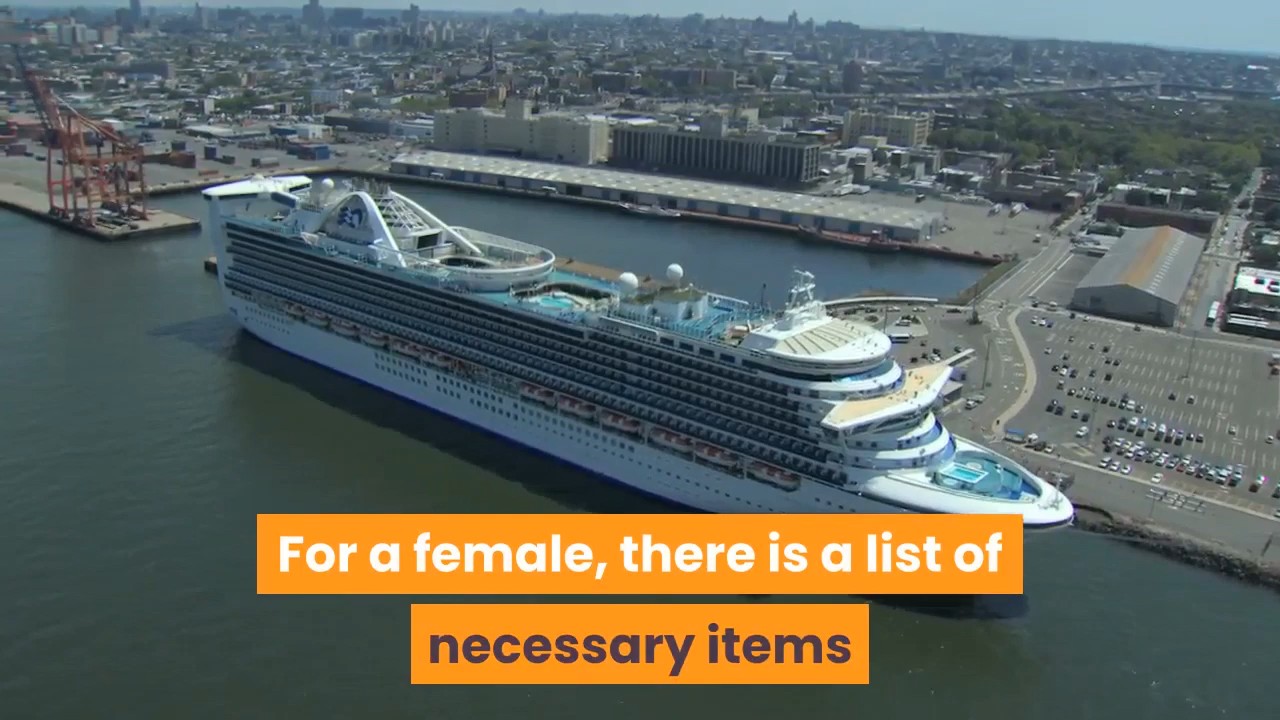 For a female, there is a list of
necessary items